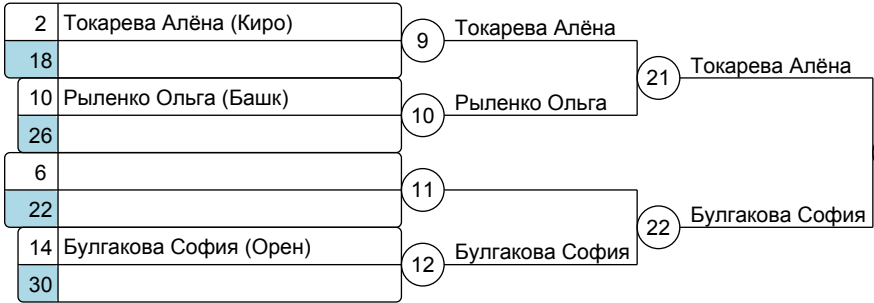 2 Токарева Алёна (Киро)
18
9 Токарева Алёна
10 Рыленко Ольга (Башк)
26
10 Рыленко Ольга
21 Токарева Алёна
6
22
11
14 Булгакова София (Орен)
30
12 Булгакова София
22 Булгакова София